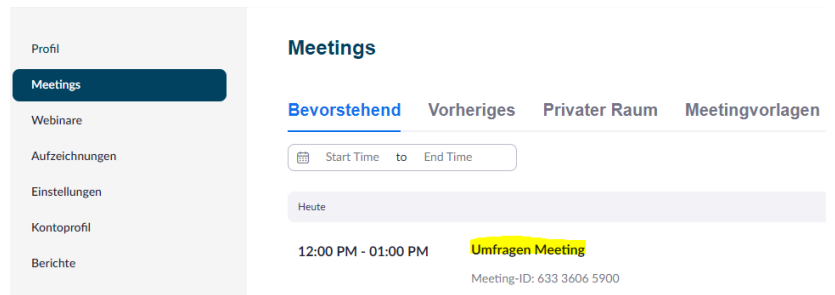 Profil
Meetings
Webinare
Aufzeichnungen
Einstellungen
Kontoprofil
Berichte
Meetings
Bevorstehend Vorheriges Privater Raum Meetingvorlagen
Start Time to End Time
Heute
12:00 PM - 01:00 PM Umfragen Meeting
Meeting-ID: 633 3606 5900